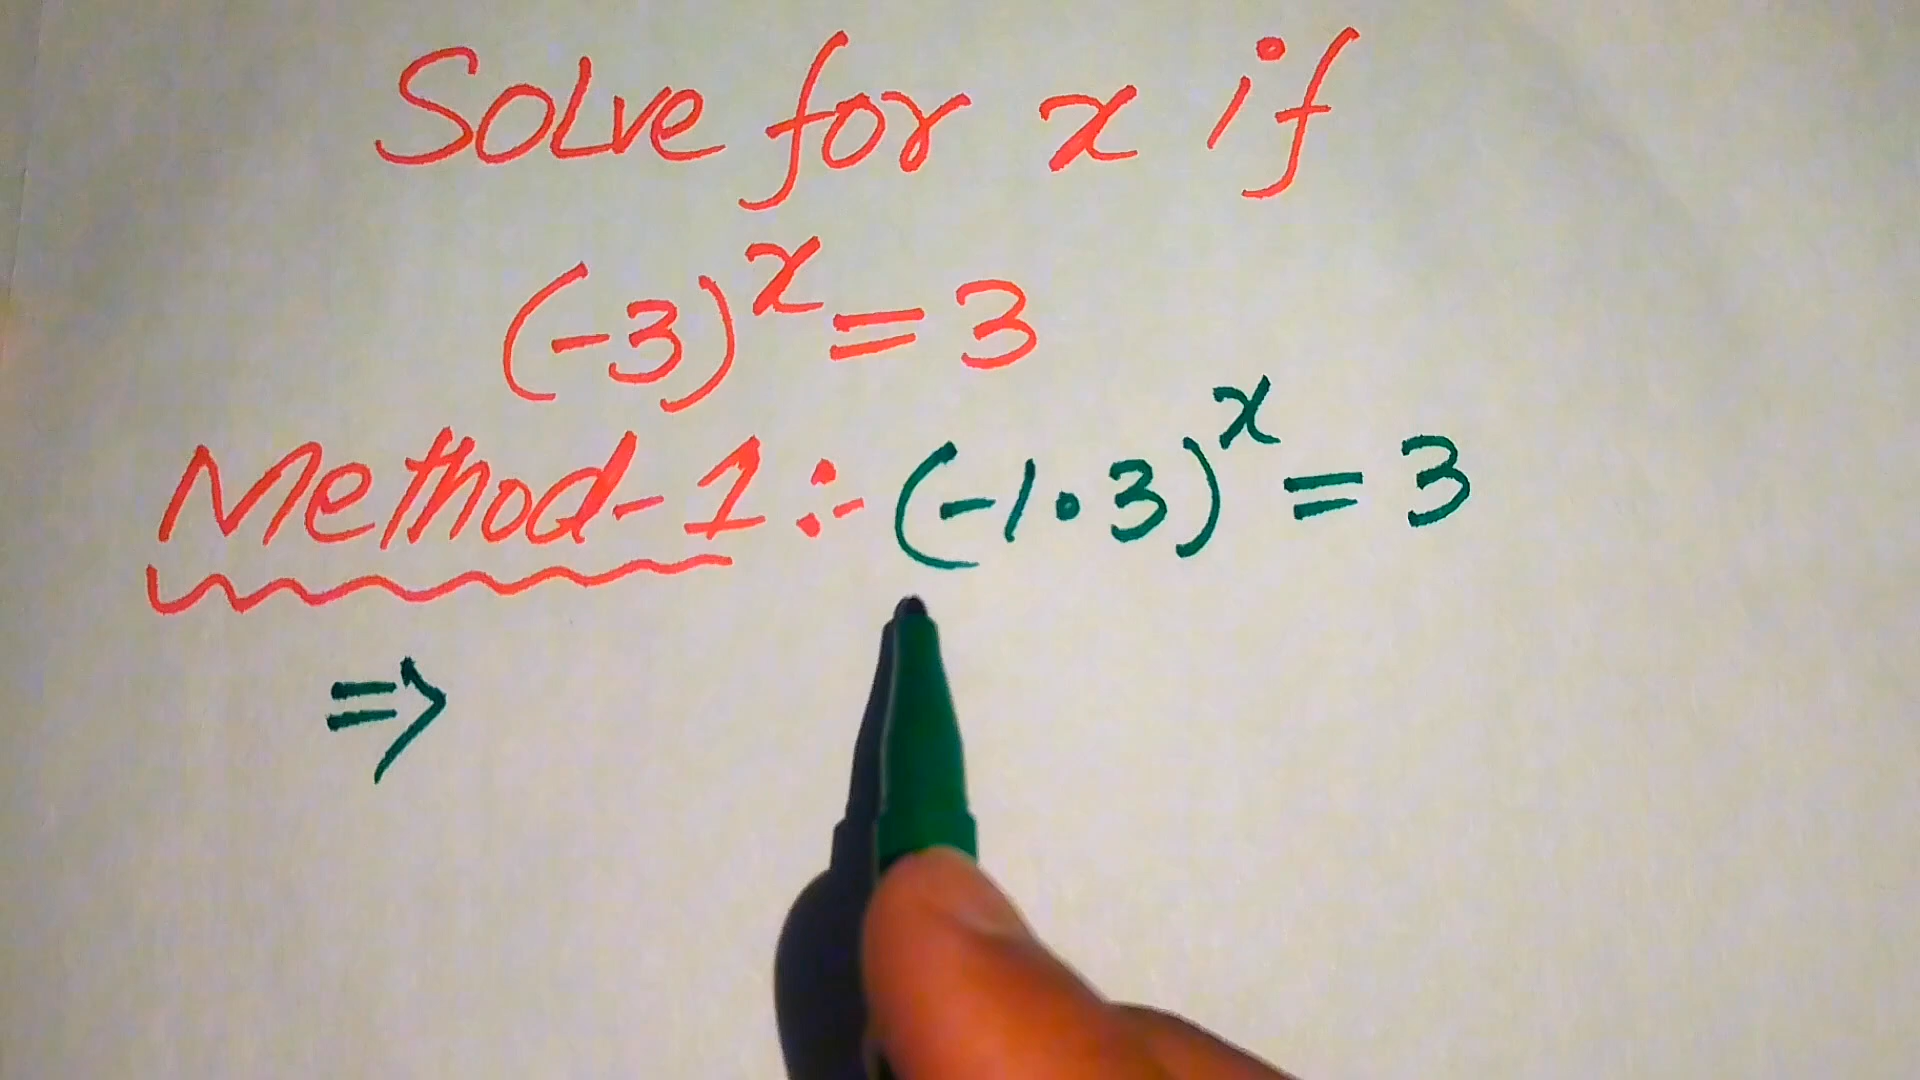 Solve for x if
(-3)^x = 3
Method-1 :- (-1•3)^x = 3
⇒